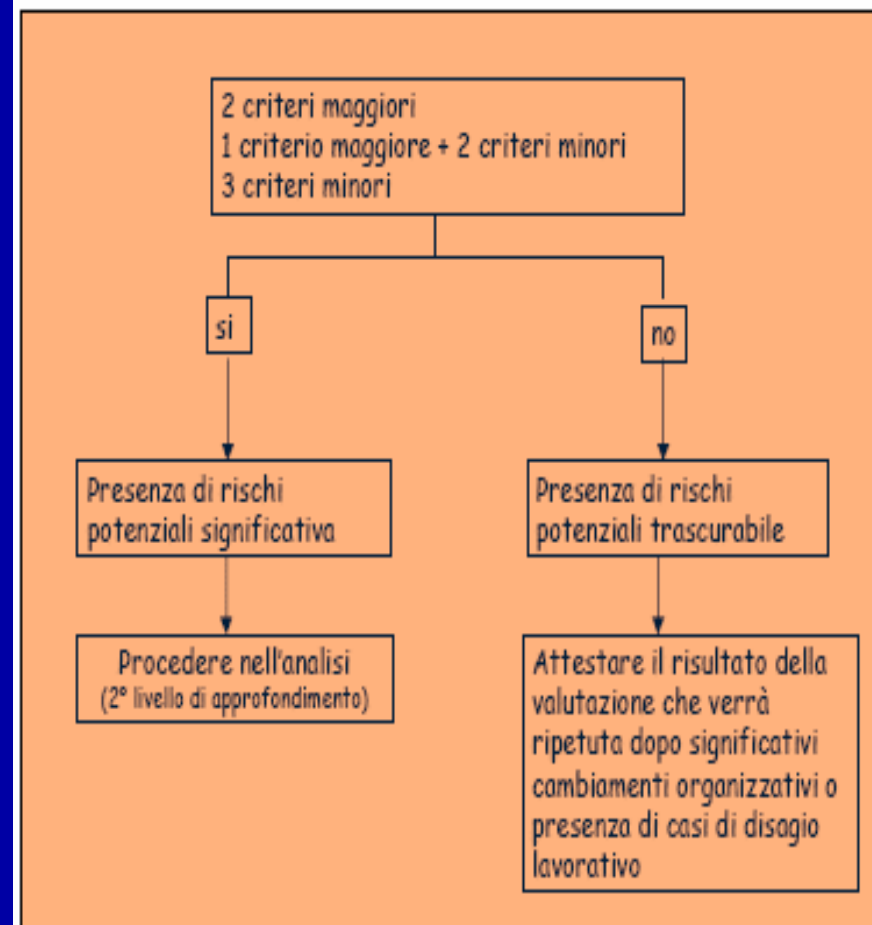 2 criteri maggiori
1 criterio maggiore + 2 criteri minori
3 criteri minori
si
no
Presenza di rischi
potenziali significativa
Presenza di rischi
potenziali trascurabile
Procedere nell'analisi
(2° livello di approfondimento)
Attestare il risultato della
valutazione che verrà
ripetuta dopo significativi
cambiamenti organizzativi o
presenza di casi di disagio
lavorativo